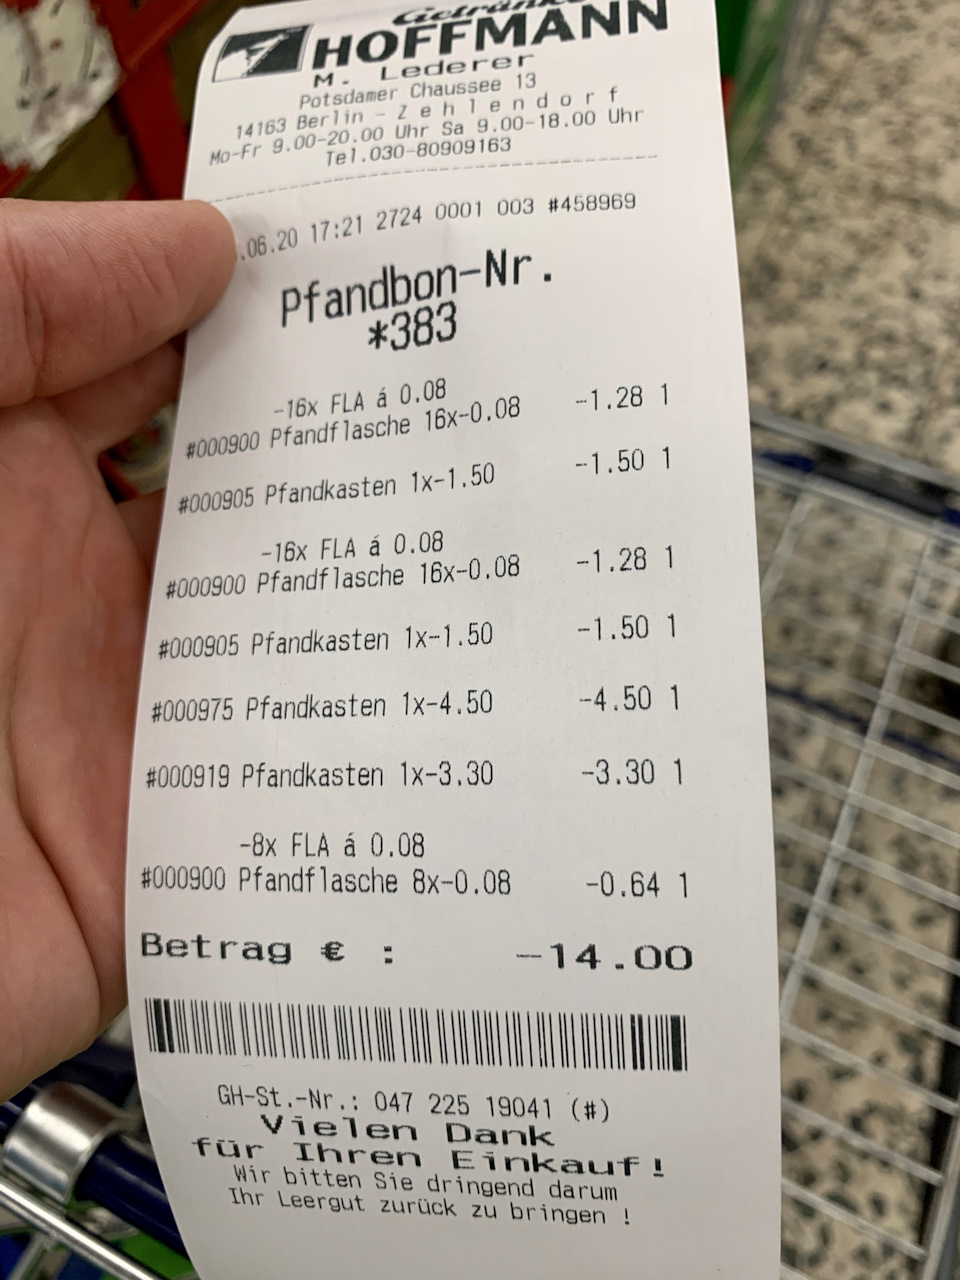 Getränke
HOFFMANN
M. Lederer
Potsdamer Chaussee 13
14163 Berlin - Zehlendorf
Mo-Fr 9.00-20.00 Uhr Sa 9.00-18.00 Uhr
Tel.030-80909163
.06.20 17:21 2724 0001 003 #458969
Pfandbon-Nr.
*383
-16x FLA á 0.08
#000900 Pfandflasche 16x-0.08 -1.28 1
#000905 Pfandkasten 1x-1.50 -1.50 1
-16x FLA á 0.08
#000900 Pfandflasche 16x-0.08 -1.28 1
#000905 Pfandkasten 1x-1.50 -1.50 1
#000975 Pfandkasten 1x-4.50 -4.50 1
#000919 Pfandkasten 1x-3.30 -3.30 1
-8x FLA á 0.08
#000900 Pfandflasche 8x-0.08 -0.64 1
Betrag € : -14.00
GH-St.-Nr.: 047 225 19041 (#)
Vielen Dank
für Ihren Einkauf!
Wir bitten Sie dringend darum
Ihr Leergut zurück zu bringen !